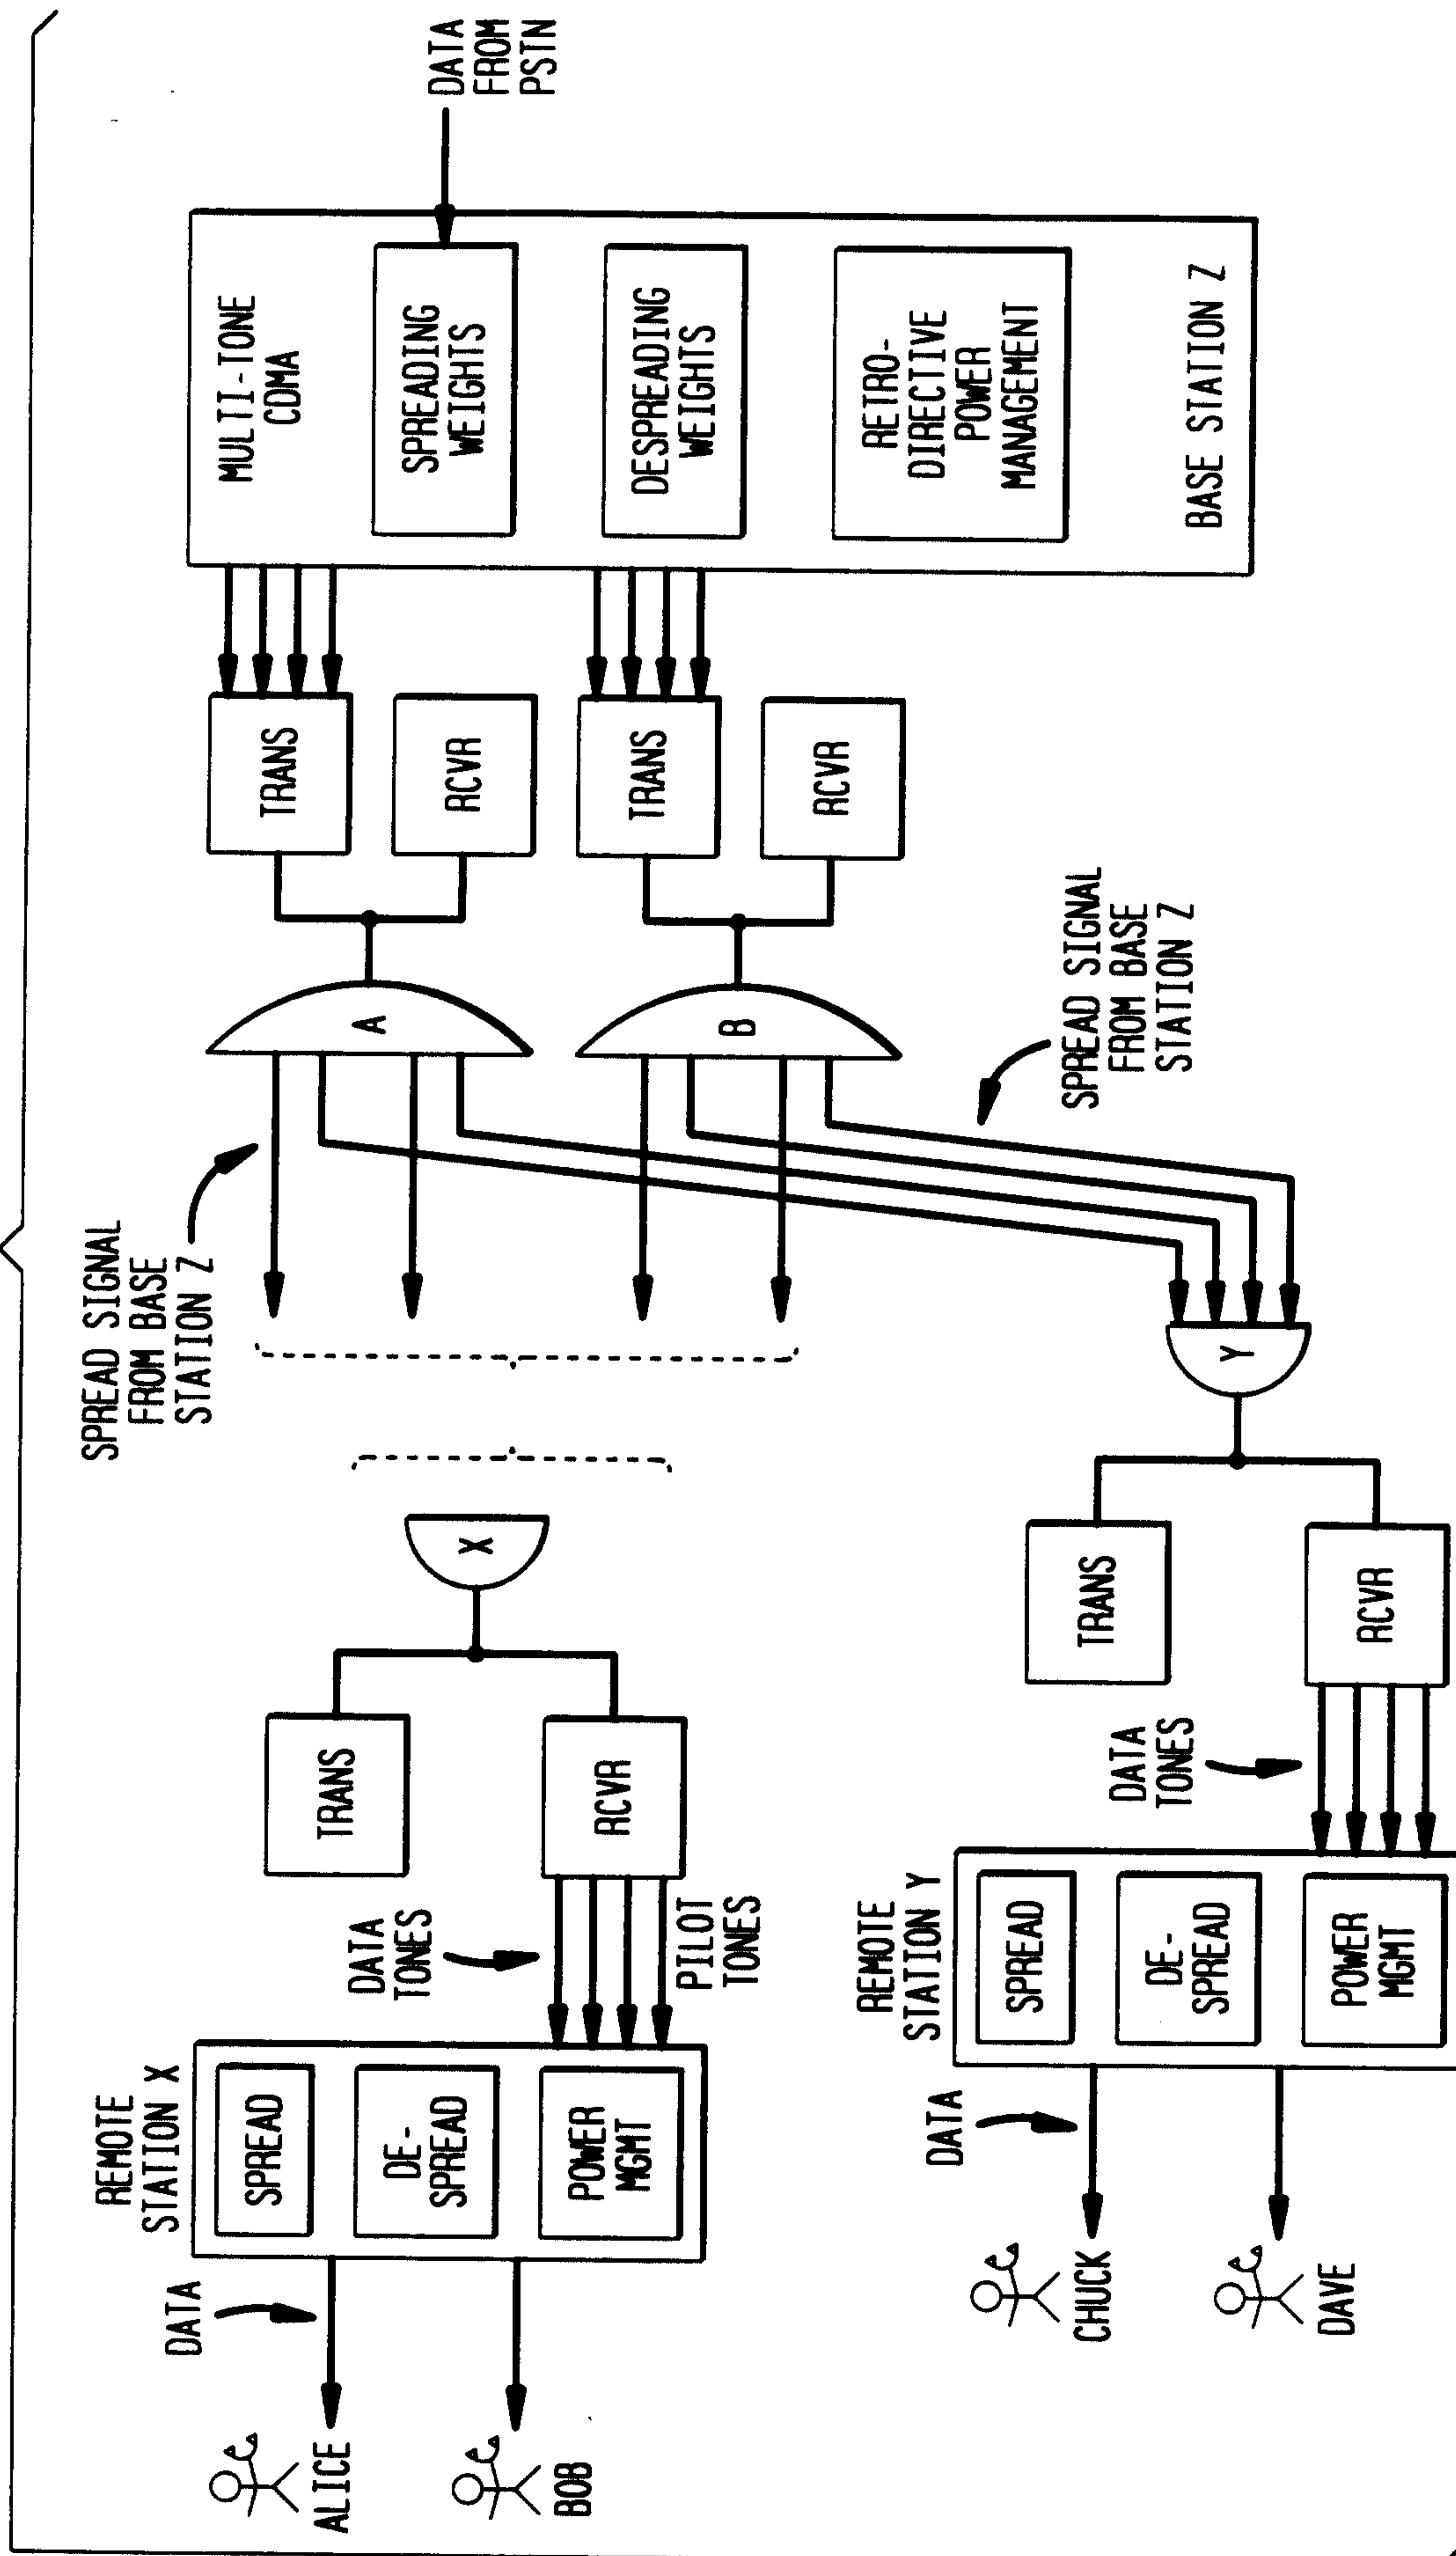 REMOTE
STATION X
SPREAD
DE-
SPREAD
POWER
MGMT
DATA
ALICE
BOB
DATA
TONES
PILOT
TONES
TRANS
RCVR
X
SPREAD SIGNAL
FROM BASE
STATION Z
A
B
TRANS
RCVR
TRANS
RCVR
MULTI-TONE
CDMA
SPREADING
WEIGHTS
DESPREADING
WEIGHTS
RETRO-
DIRECTIVE
POWER
MANAGEMENT
BASE STATION Z
DATA
FROM
PSTN
SPREAD SIGNAL
FROM BASE
STATION Z
REMOTE
STATION Y
SPREAD
DE-
SPREAD
POWER
MGMT
DATA
CHUCK
DAVE
DATA
TONES
TRANS
RCVR
Y